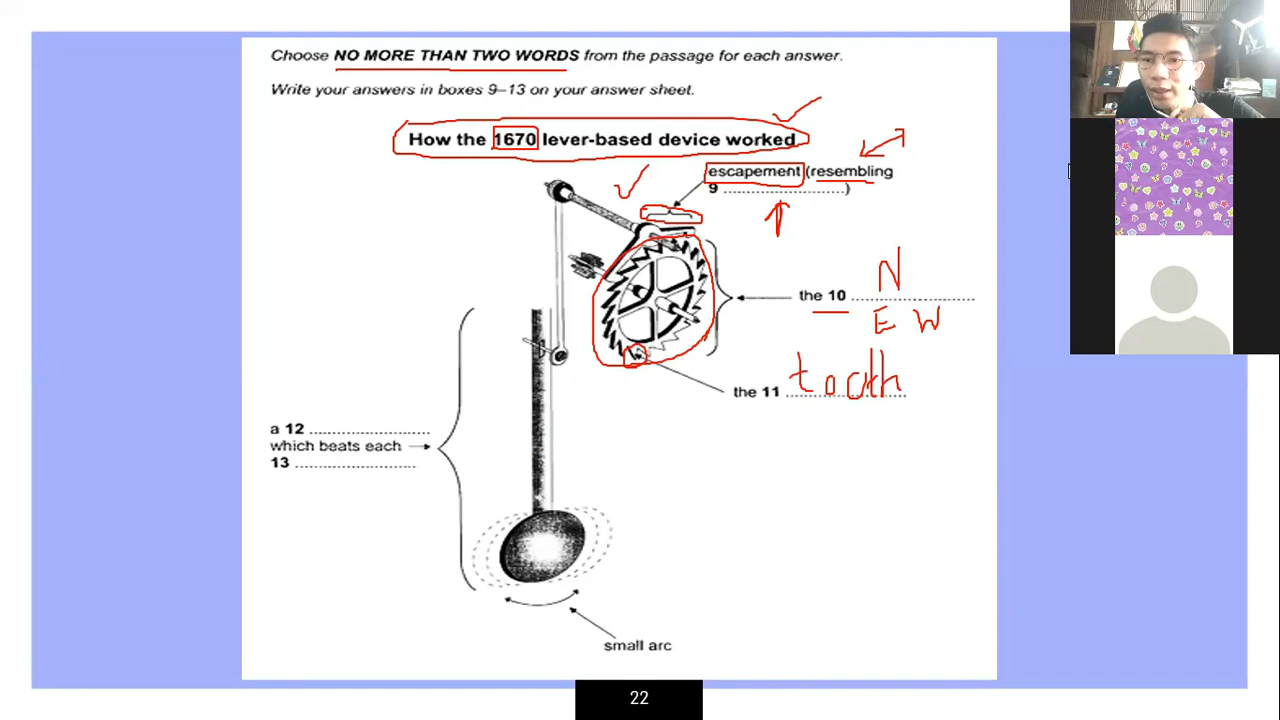 Choose NO MORE THAN TWO WORDS from the passage for each answer.
Write your answers in boxes 9–13 on your answer sheet.
How the 1670 lever-based device worked
escapement (resembling
9 ..............................)
the 10 ..............................
N
E W
the 11 tooth
a 12 ..............................
which beats each
13 ..............................
small arc
22